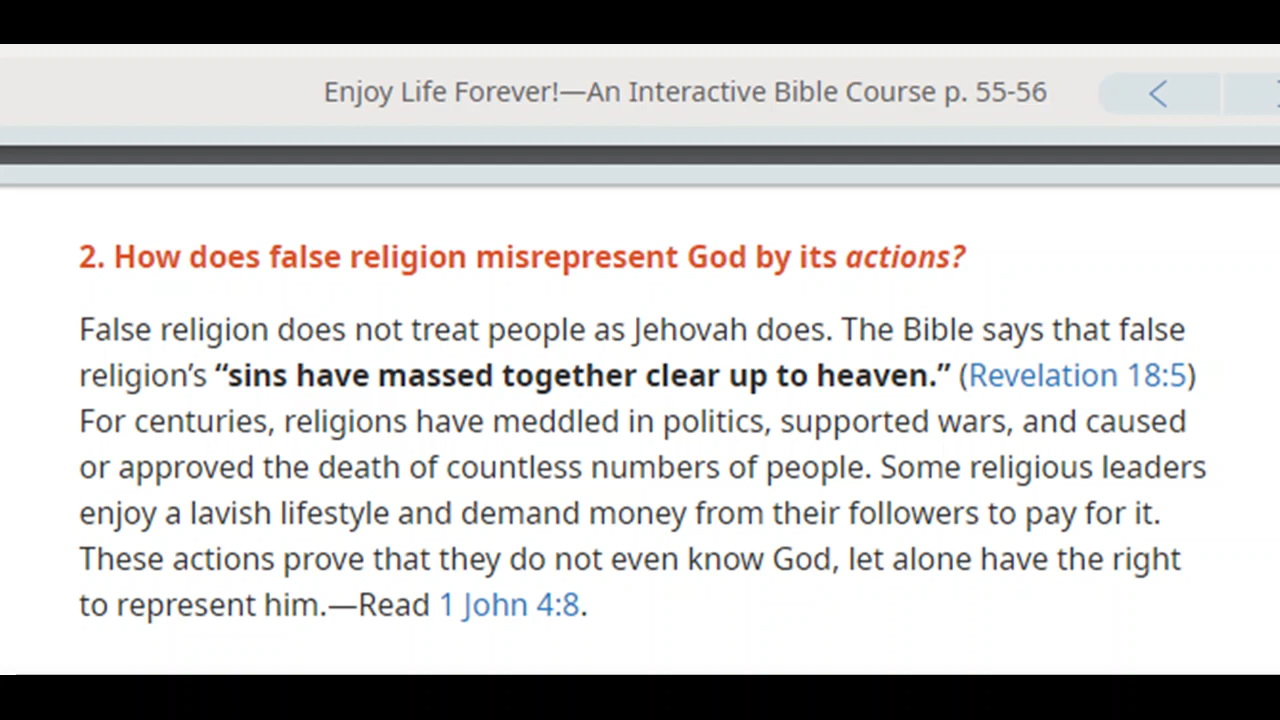 Enjoy Life Forever!—An Interactive Bible Course p. 55-56
2. How does false religion misrepresent God by its actions?
False religion does not treat people as Jehovah does. The Bible says that false
religion’s “sins have massed together clear up to heaven.” (Revelation 18:5)
For centuries, religions have meddled in politics, supported wars, and caused
or approved the death of countless numbers of people. Some religious leaders
enjoy a lavish lifestyle and demand money from their followers to pay for it.
These actions prove that they do not even know God, let alone have the right
to represent him.—Read 1 John 4:8.